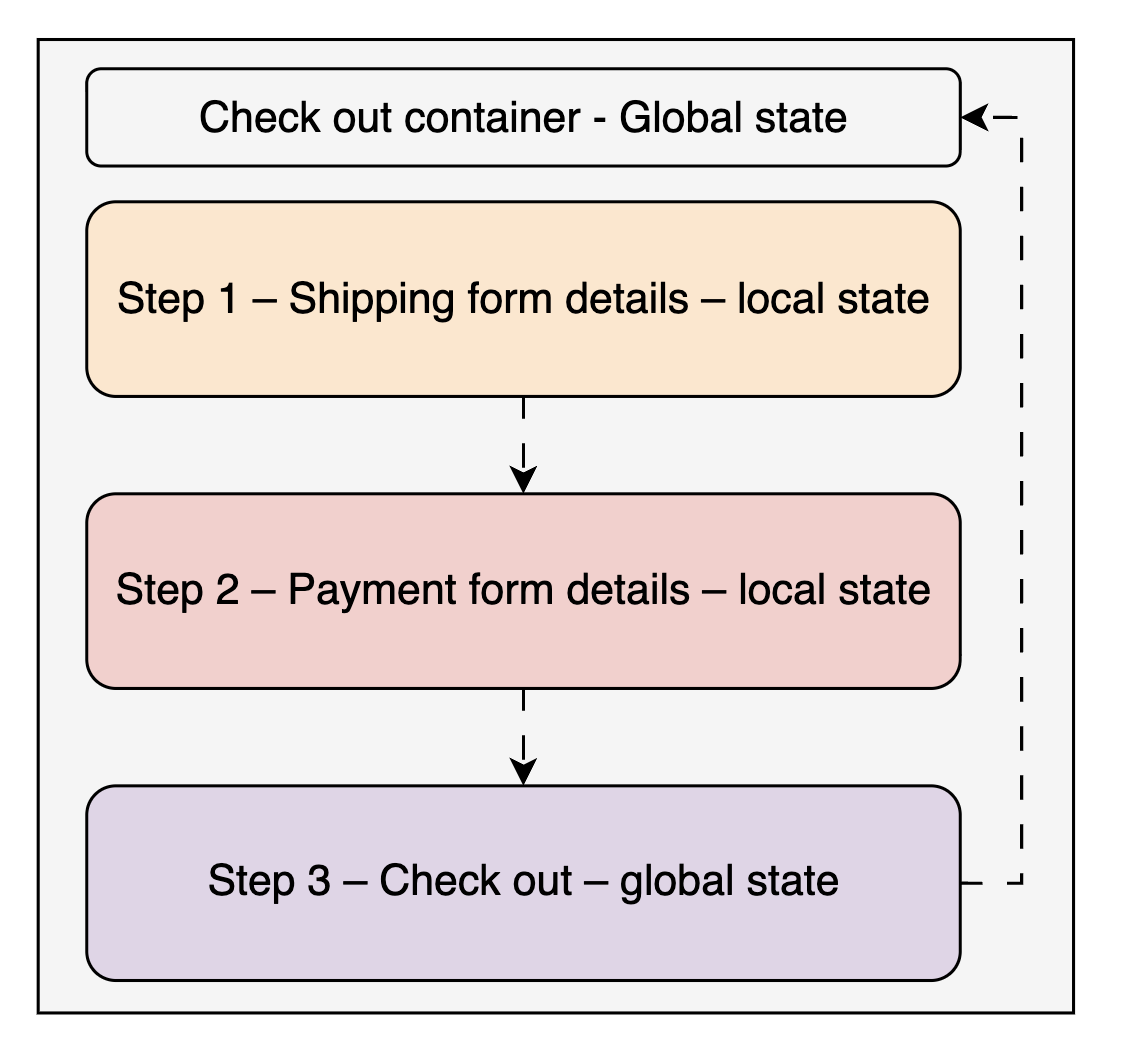 Check out container - Global state
Step 1 – Shipping form details – local state
Step 2 – Payment form details – local state
Step 3 – Check out – global state